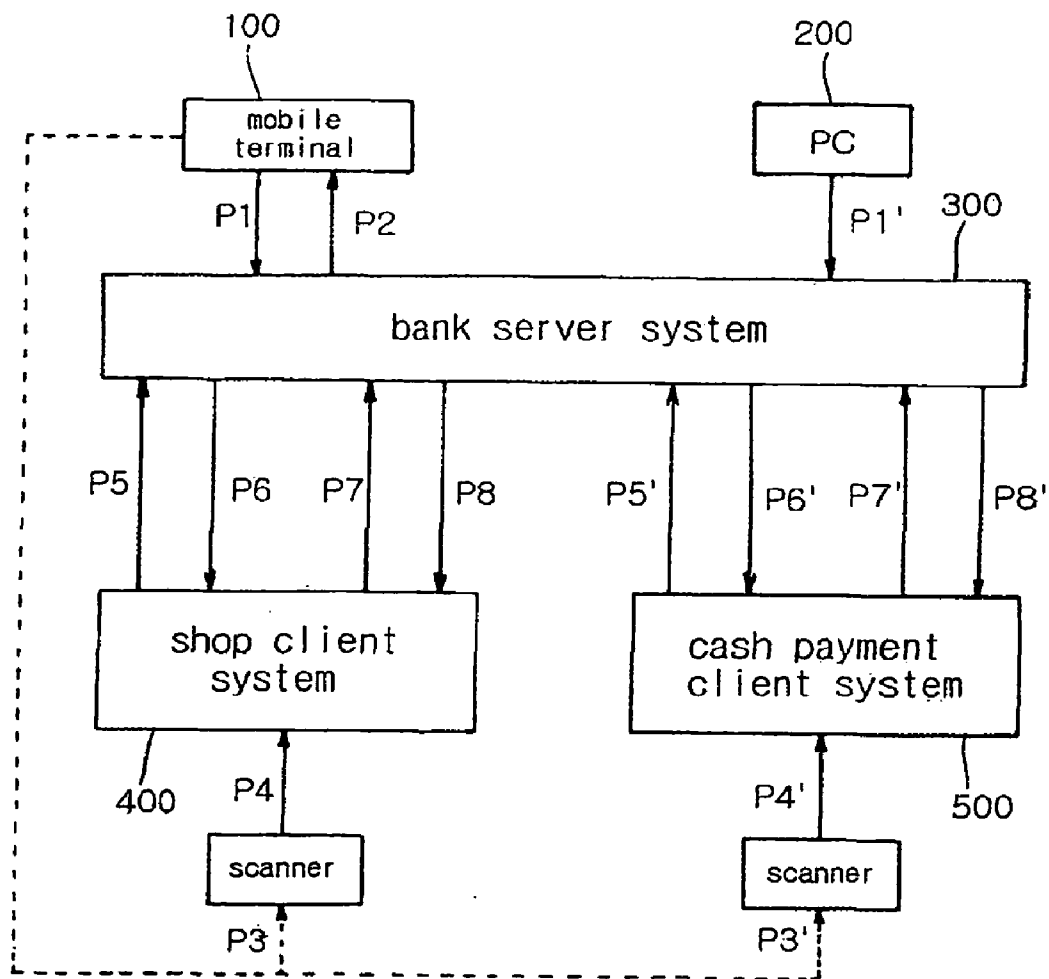 100
200
mobile
terminal
PC
P1
P2
P1'
300
bank server system
P5
P6
P7
P8
P5'
P6'
P7'
P8'
shop client
system
cash payment
client system
400
P4
P4'
500
scanner
scanner
P3
P3'